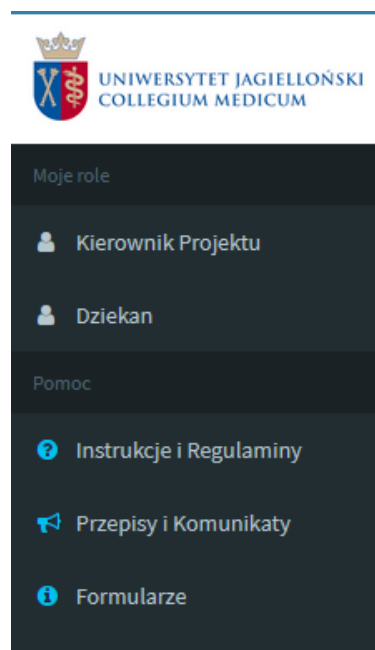 UNIWERSYTET JAGIELLOŃSKI
COLLEGIUM MEDICUM
Moje role
Kierownik Projektu
Dziekan
Pomoc
Instrukcje i Regulaminy
Przepisy i Komunikaty
Formularze